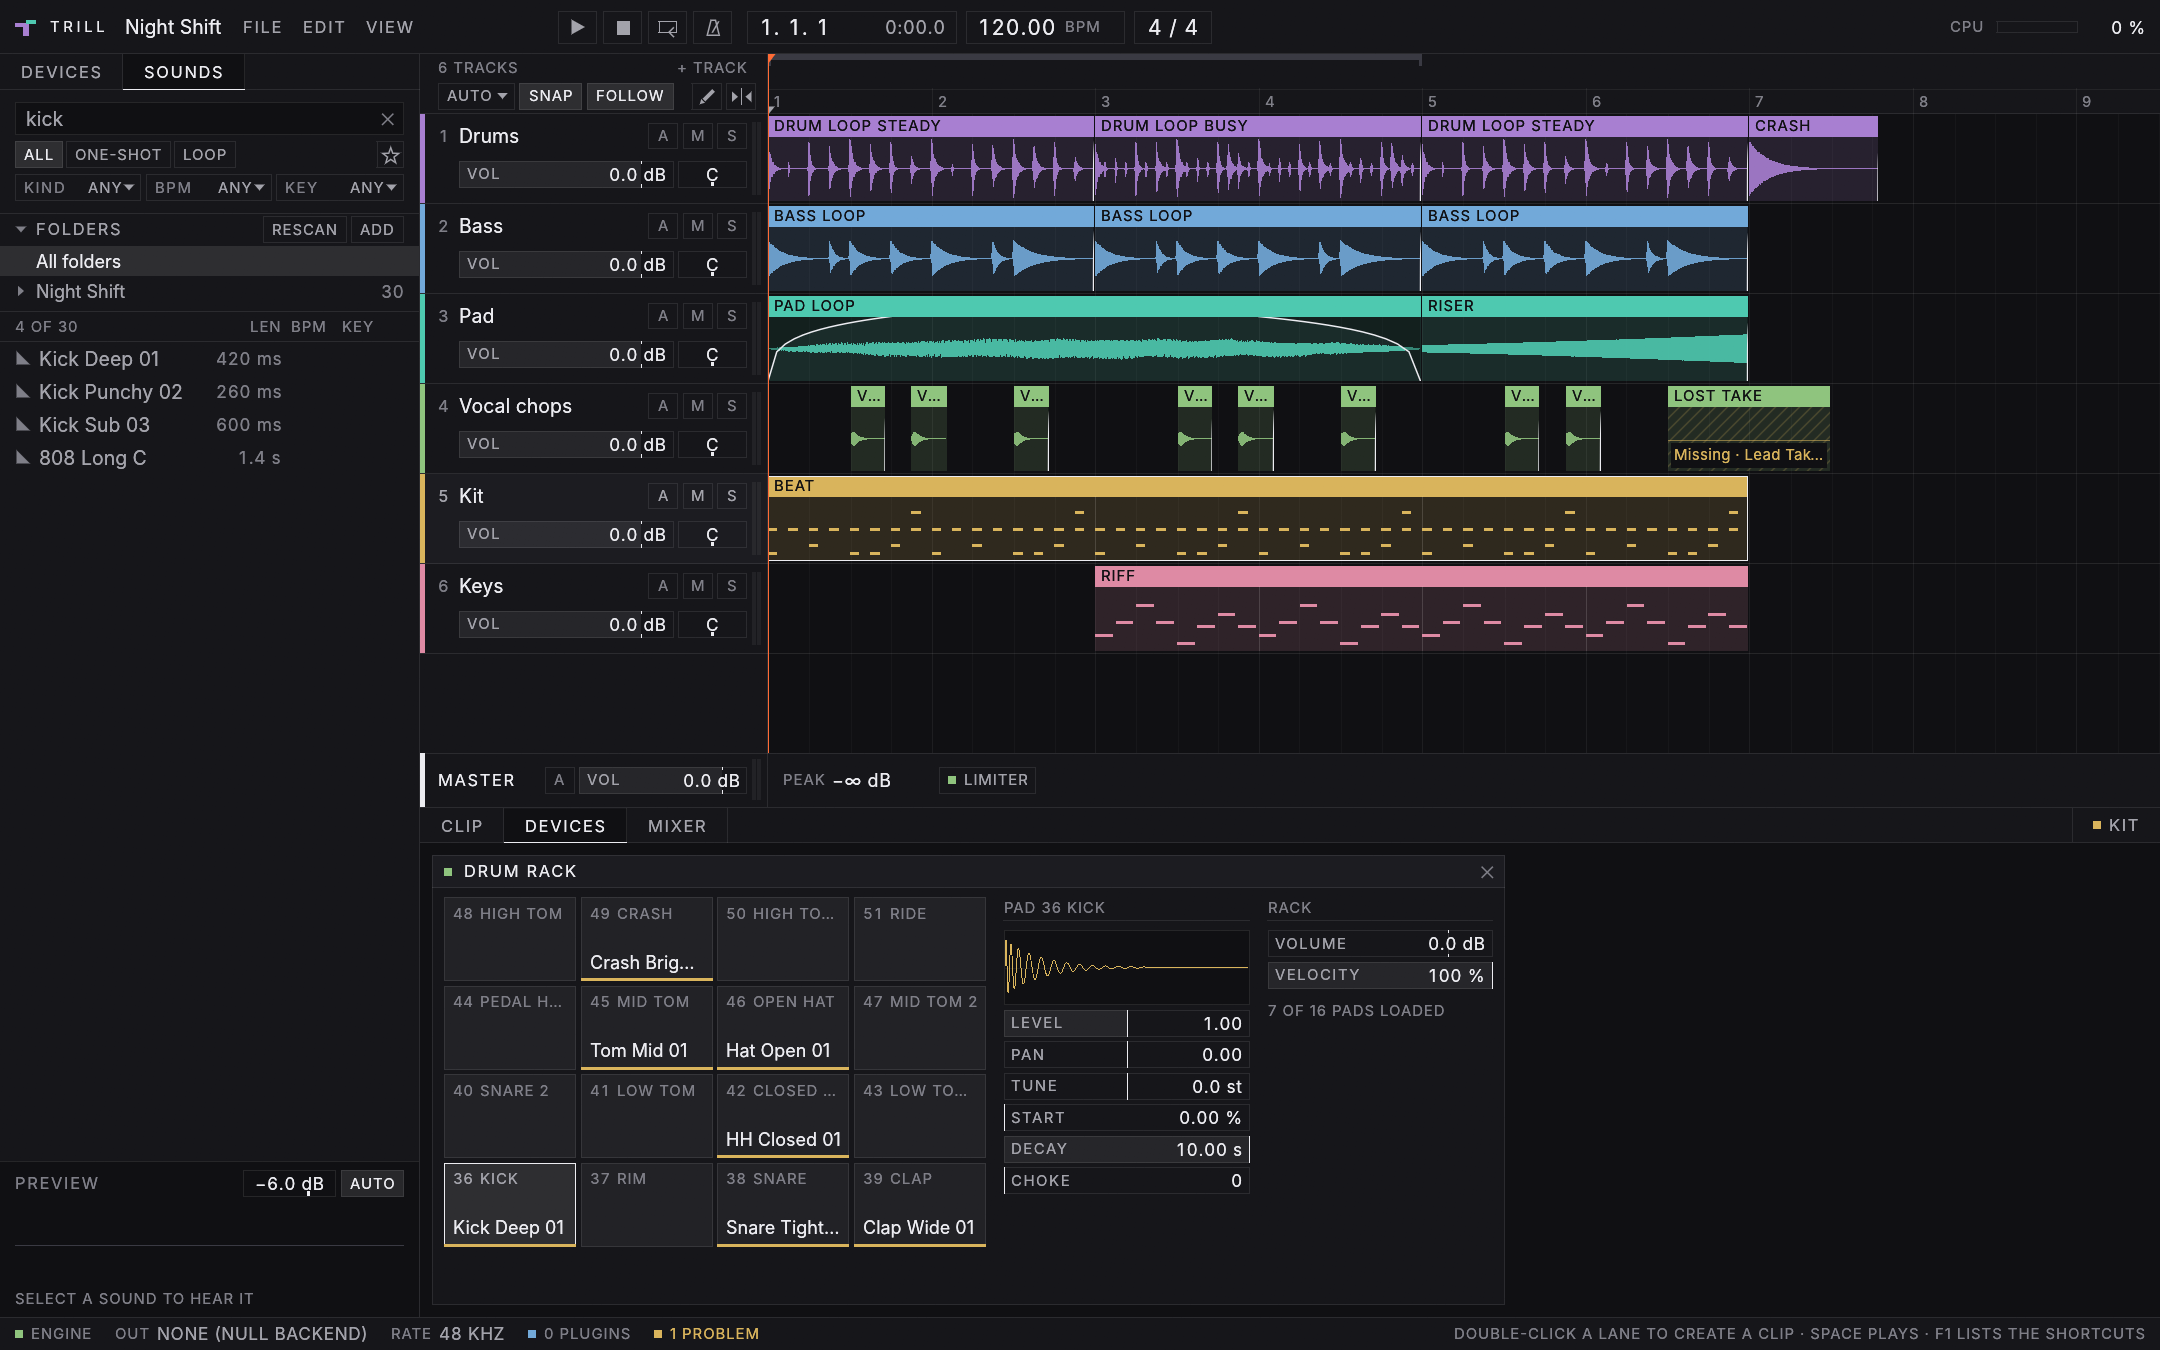 TRILL Night Shift FILE EDIT VIEW 1. 1. 1 0:00.0 120.00 BPM 4 / 4 CPU 0 %
DEVICES SOUNDS
kick
ALL ONE-SHOT LOOP
KIND ANY BPM ANY KEY ANY
FOLDERS RESCAN ADD
All folders
Night Shift 30
4 OF 30 LEN BPM KEY
Kick Deep 01 420 ms
Kick Punchy 02 260 ms
Kick Sub 03 600 ms
808 Long C 1.4 s
PREVIEW −6.0 dB AUTO
SELECT A SOUND TO HEAR IT
6 TRACKS + TRACK
AUTO SNAP FOLLOW
1 2 3 4 5 6 7 8 9
1 Drums A M S
VOL 0.0 dB C
DRUM LOOP STEADY DRUM LOOP BUSY DRUM LOOP STEADY CRASH
2 Bass A M S
VOL 0.0 dB C
BASS LOOP BASS LOOP BASS LOOP
3 Pad A M S
VOL 0.0 dB C
PAD LOOP RISER
4 Vocal chops A M S
VOL 0.0 dB C
V... V... V... V... V... V... V... V... LOST TAKE
Missing · Lead Tak...
5 Kit A M S
VOL 0.0 dB C
BEAT
6 Keys A M S
VOL 0.0 dB C
RIFF
MASTER A VOL 0.0 dB PEAK −∞ dB LIMITER
CLIP DEVICES MIXER KIT
DRUM RACK
48 HIGH TOM 49 CRASH 50 HIGH TO... 51 RIDE
Crash Brig...
44 PEDAL H... 45 MID TOM 46 OPEN HAT 47 MID TOM 2
Tom Mid 01 Hat Open 01
40 SNARE 2 41 LOW TOM 42 CLOSED ... 43 LOW TO...
HH Closed 01
36 KICK 37 RIM 38 SNARE 39 CLAP
Kick Deep 01 Snare Tight... Clap Wide 01
PAD 36 KICK
LEVEL 1.00
PAN 0.00
TUNE 0.0 st
START 0.00 %
DECAY 10.00 s
CHOKE 0
RACK
VOLUME 0.0 dB
VELOCITY 100 %
7 OF 16 PADS LOADED
ENGINE OUT NONE (NULL BACKEND) RATE 48 KHZ 0 PLUGINS 1 PROBLEM DOUBLE-CLICK A LANE TO CREATE A CLIP · SPACE PLAYS · F1 LISTS THE SHORTCUTS